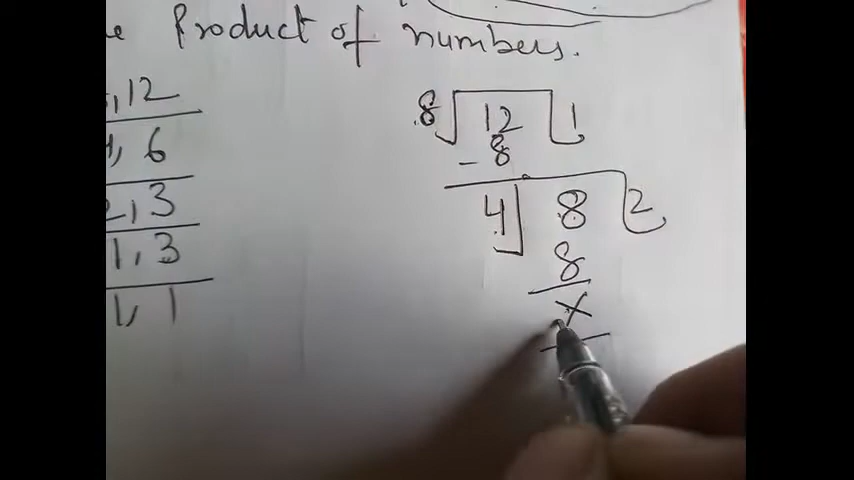 Product of numbers.
,12
, 6
, 3
1, 3
1, 1
8 12 1
- 8
4 8 2
8
x